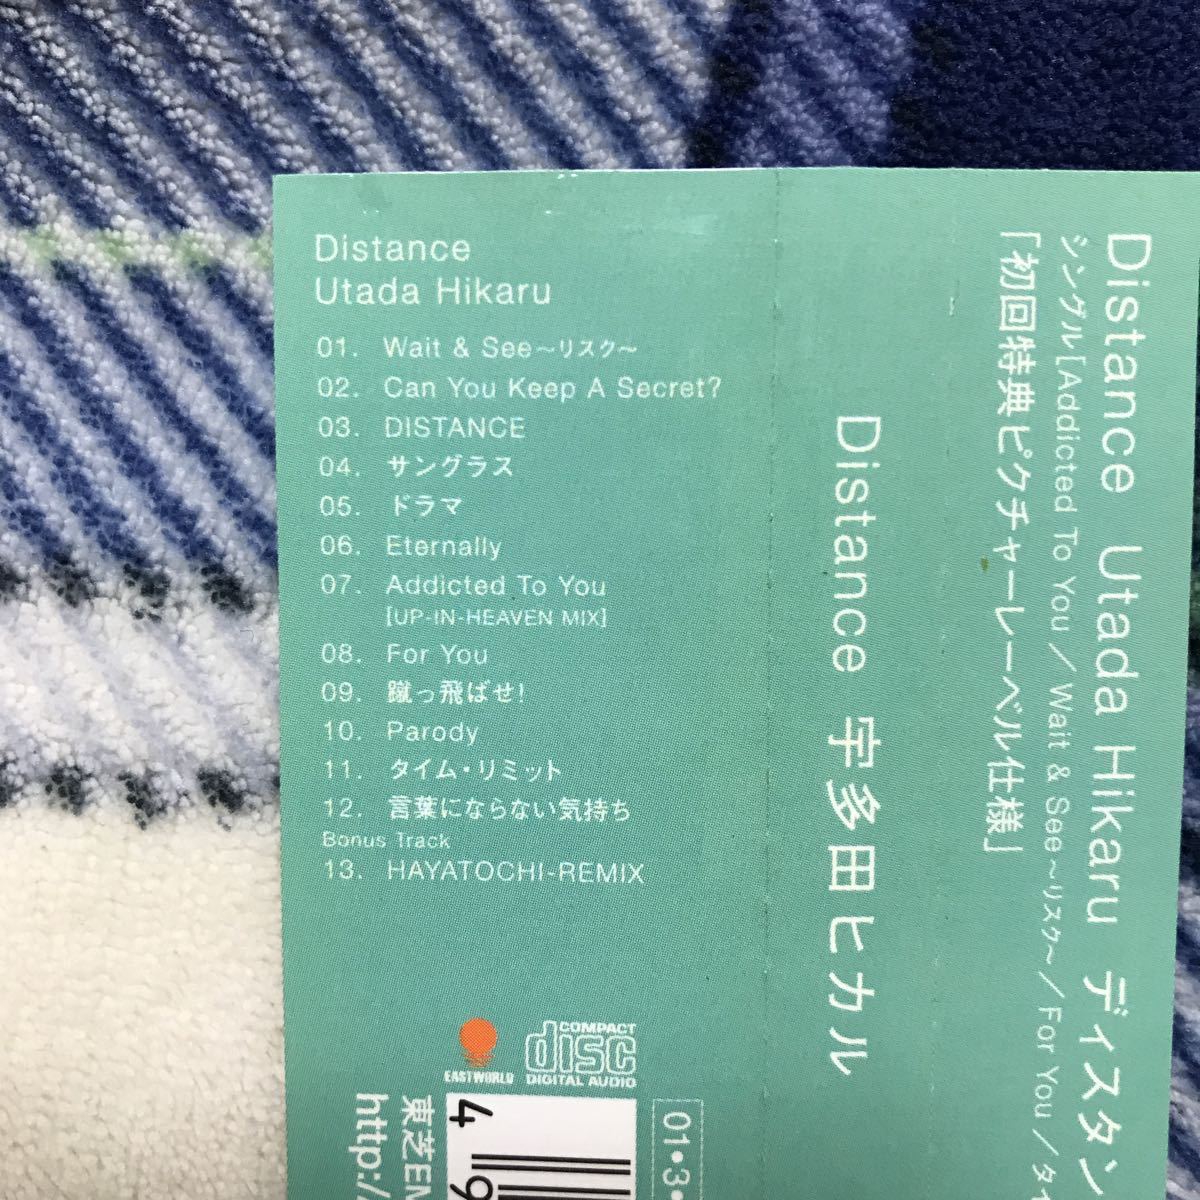 Distance
Utada Hikaru
01. Wait & See～リスク～
02. Can You Keep A Secret?
03. DISTANCE
04. サングラス
05. ドラマ
06. Eternally
07. Addicted To You
[UP-IN-HEAVEN MIX]
08. For You
09. 蹴っ飛ばせ!
10. Parody
11. タイム・リミット
12. 言葉にならない気持ち
Bonus Track
13. HAYATOCHI-REMIX
EASTWORLD
COMPACT
disc
DIGITAL AUDIO
4 9
東芝EM
http:/
01•3•
Distance 宇多田ヒカル
Distance Utada Hikaru ディスタン
シングル[Addicted To You／Wait & See～リスク～／For You／タイ
「初回特典ピクチャーレーベル仕様」